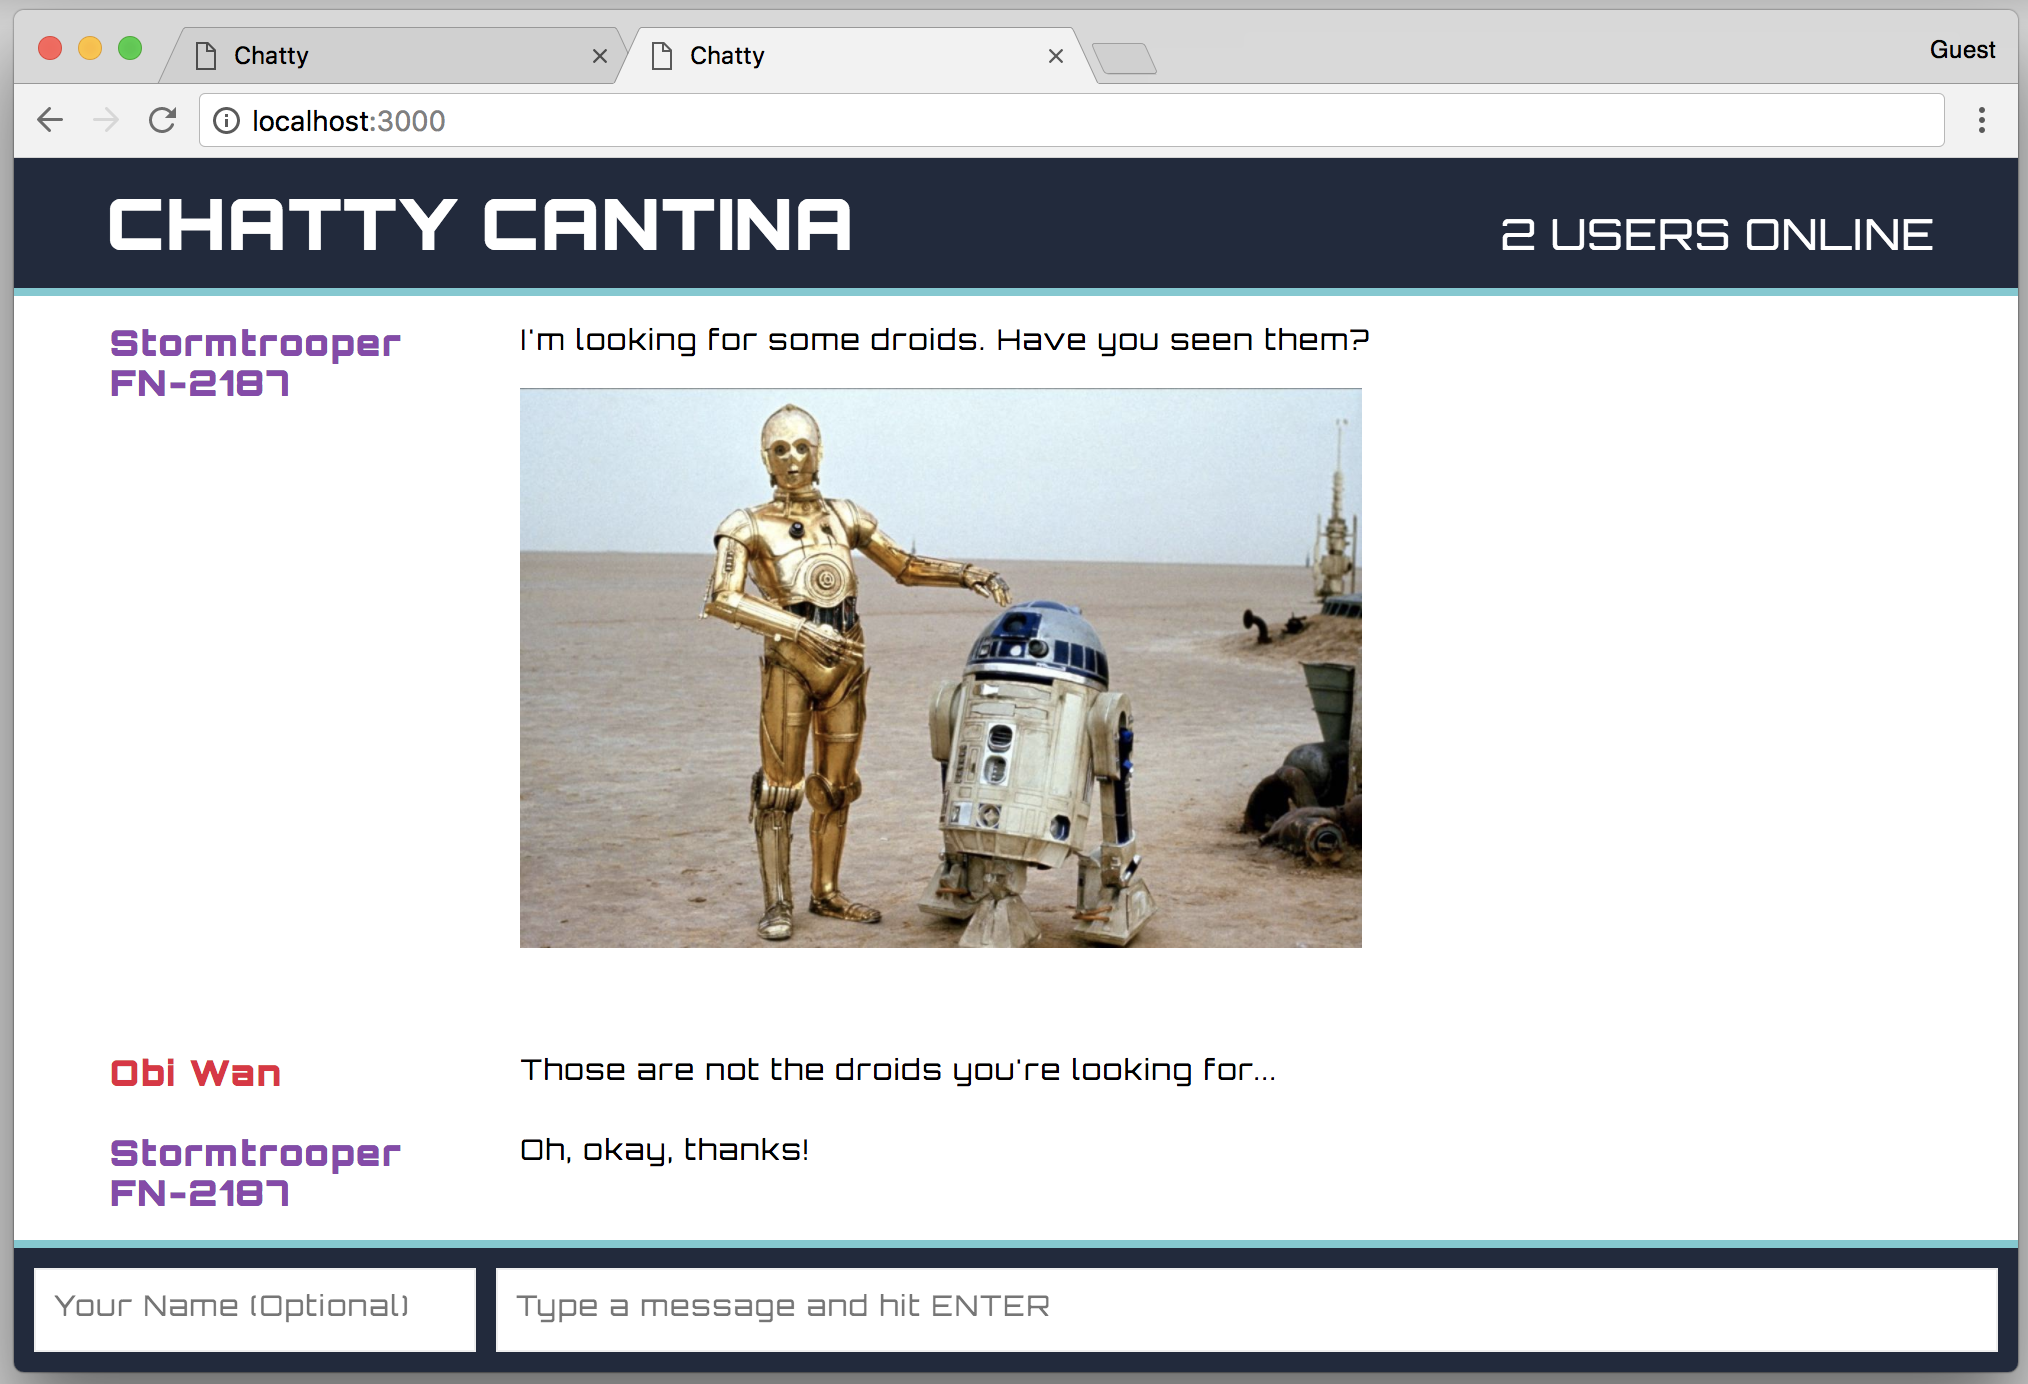 Chatty
Chatty
Guest
localhost:3000
CHATTY CANTINA
2 USERS ONLINE
Stormtrooper
FN-2187
I'm looking for some droids. Have you seen them?
Obi Wan
Those are not the droids you're looking for...
Stormtrooper
FN-2187
Oh, okay, thanks!
Your Name (Optional)
Type a message and hit ENTER